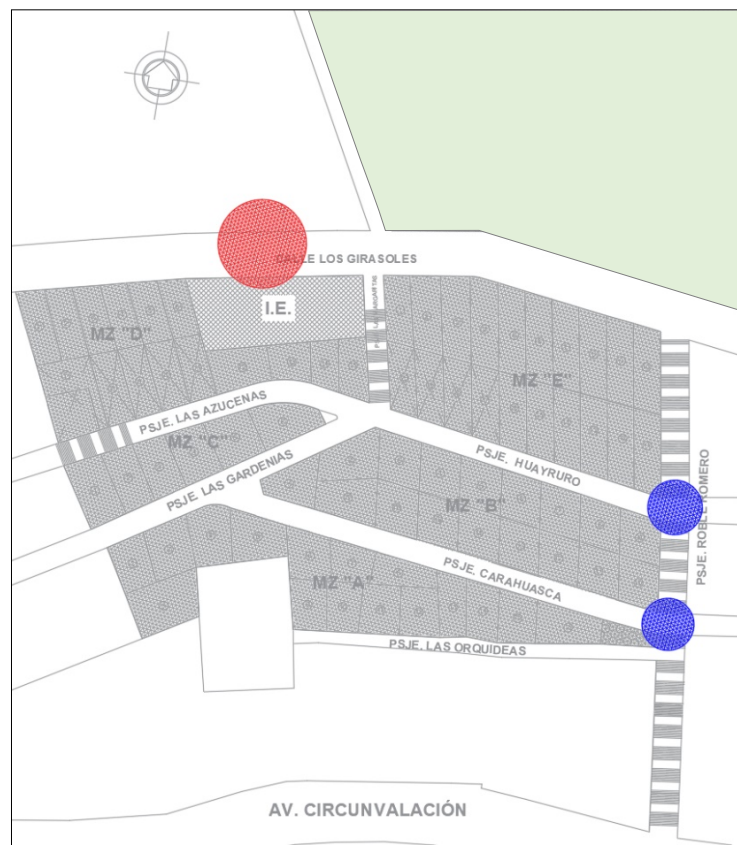 CALLE LOS GIRASOLES
I.E.
MZ "D"
MZ "E"
PSJE. LAS AZUCENAS
MZ "C"
PSJE. HUAYRURO
PSJE. LAS GARDENIAS
MZ "B"
PSJE. ROBLE ROMERO
PSJE. CARAHUASCA
MZ "A"
PSJE. LAS ORQUIDEAS
AV. CIRCUNVALACIÓN